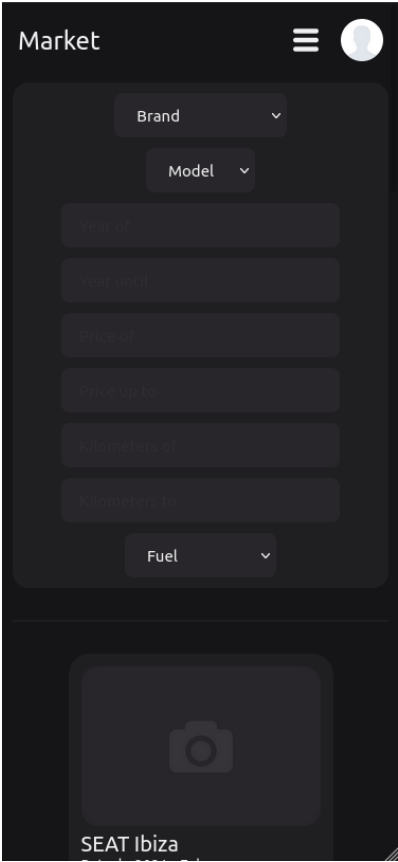 Market
Brand
Model
Year of
Year until
Price of
Price up to
Kilometers of
Kilometers to
Fuel
SEAT Ibiza